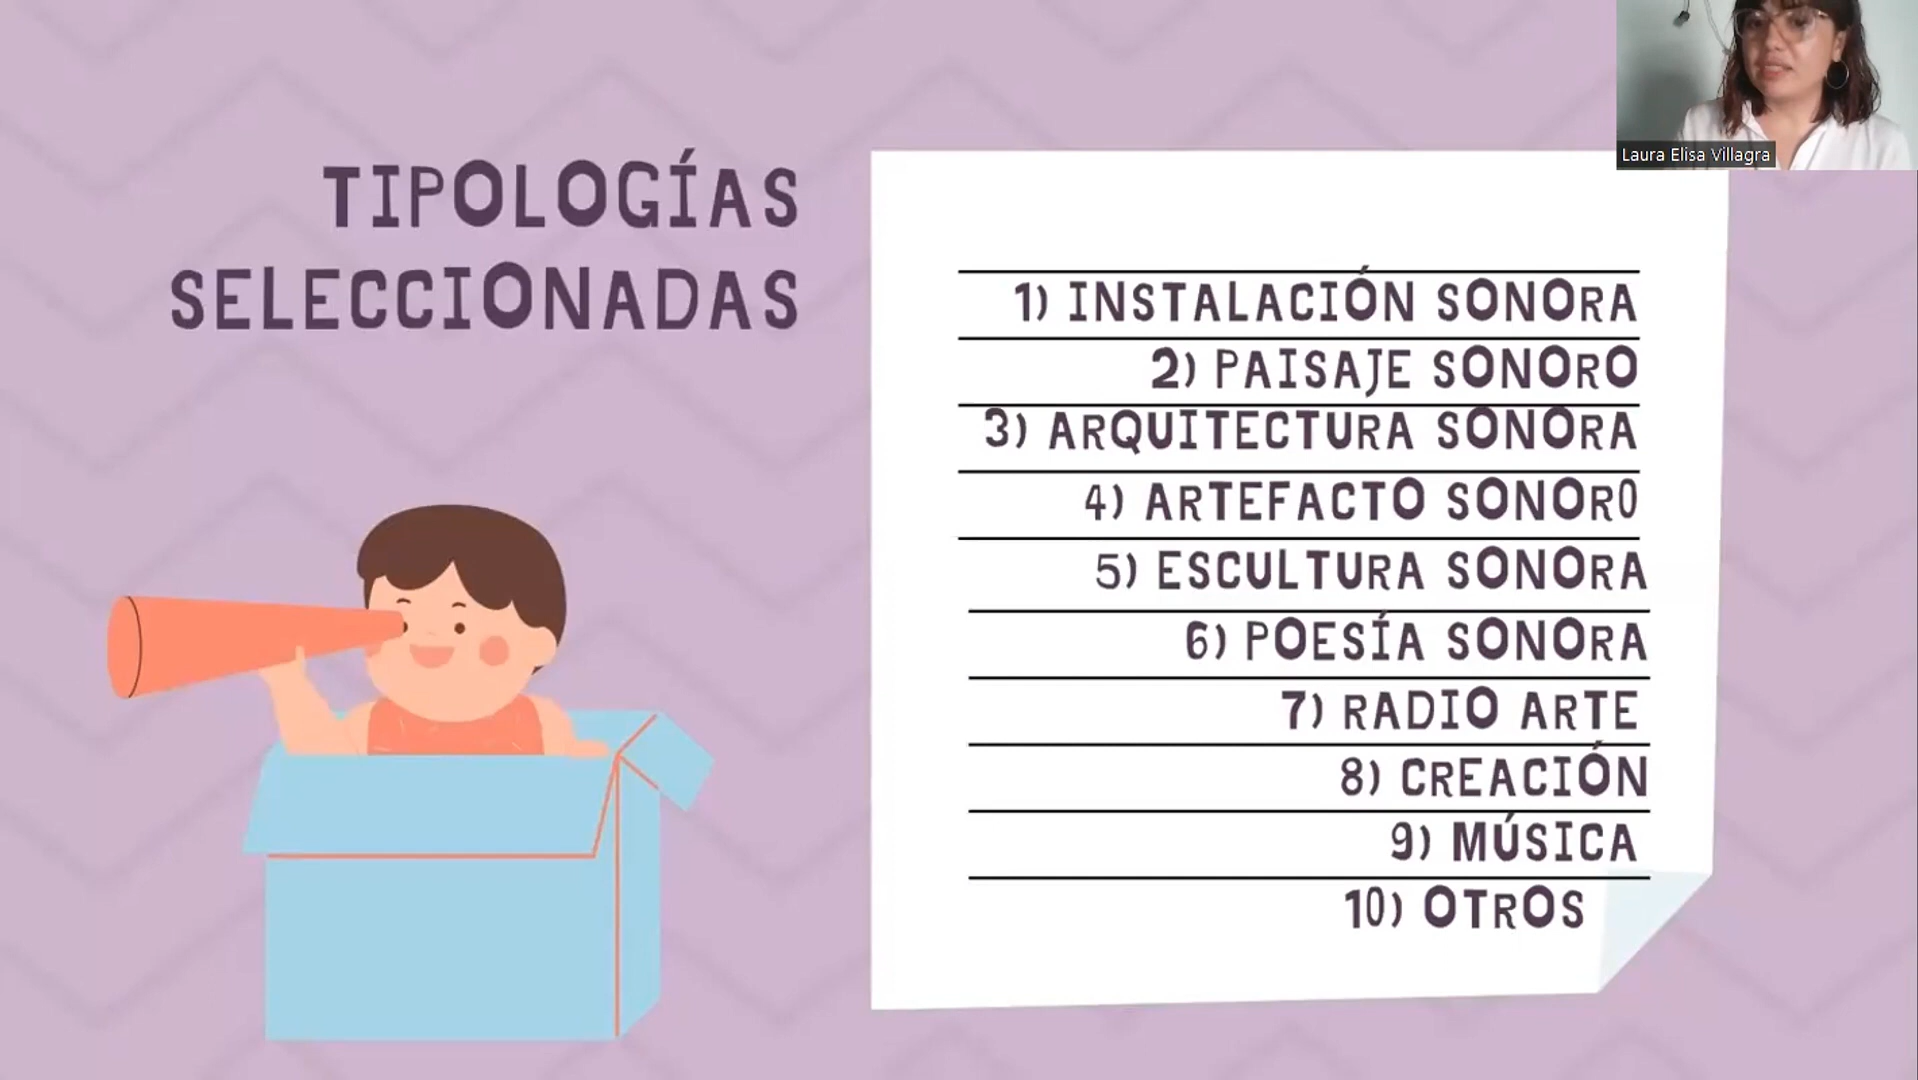 Laura Elisa Villagra
TIPOLOGÍAS
SELECCIONADAS
1) INSTALACIÓN SONORA
2) PAISAJE SONORO
3) ARQUITECTURA SONORA
4) ARTEFACTO SONORO
5) ESCULTURA SONORA
6) POESÍA SONORA
7) RADIO ARTE
8) CREACIÓN
9) MÚSICA
10) OTROS